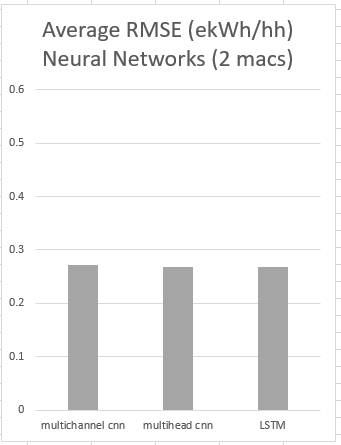 Average RMSE (ekWh/hh)
Neural Networks (2 macs)
0.6
0.5
0.4
0.3
0.2
0.1
0
multichannel cnn multihead cnn LSTM